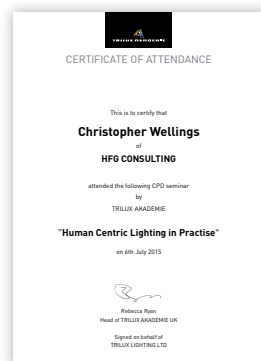 TRILUX AKADEMIE
CERTIFICATE OF ATTENDANCE
This is to certify that
Christopher Wellings
of
HFG CONSULTING
attended the following CPD seminar
by
TRILUX AKADEMIE
"Human Centric Lighting in Practise"
on 6th July 2015
Rebecca Ryan
Head of TRILUX AKADEMIE UK
Signed on behalf of
TRILUX LIGHTING LTD